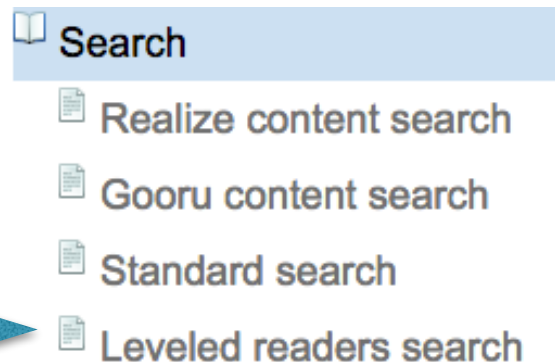 Search
Realize content search
Gooru content search
Standard search
Leveled readers search